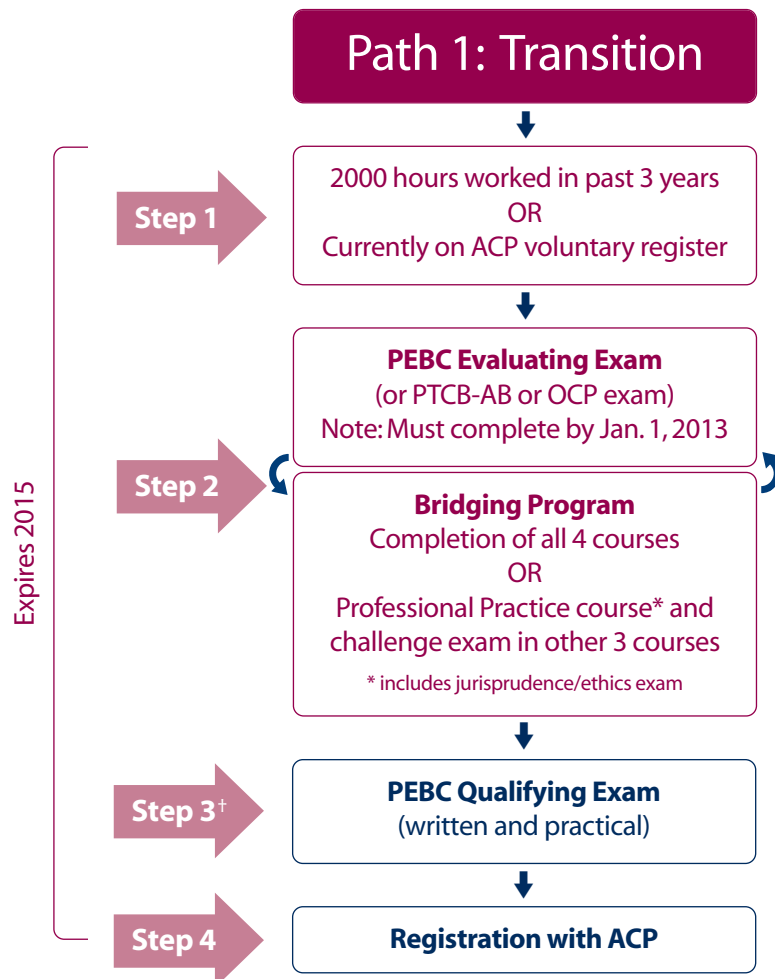 Path 1: Transition
Expires 2015
Step 1
2000 hours worked in past 3 years
OR
Currently on ACP voluntary register
Step 2
PEBC Evaluating Exam
(or PTCB-AB or OCP exam)
Note: Must complete by Jan. 1, 2013
Bridging Program
Completion of all 4 courses
OR
Professional Practice course* and
challenge exam in other 3 courses
* includes jurisprudence/ethics exam
Step 3†
PEBC Qualifying Exam
(written and practical)
Step 4
Registration with ACP